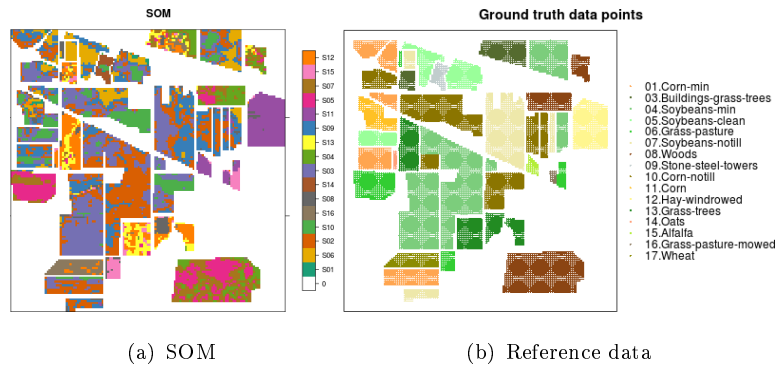 SOM
Ground truth data points
S12
S15
S07
S05
S11
S09
S13
S04
S03
S14
S08
S16
S10
S02
S06
S01
0
01.Corn-min
03.Buildings-grass-trees
04.Soybeans-min
05.Soybeans-clean
06.Grass-pasture
07.Soybeans-notill
08.Woods
09.Stone-steel-towers
10.Corn-notill
11.Corn
12.Hay-windrowed
13.Grass-trees
14.Oats
15.Alfalfa
16.Grass-pasture-mowed
17.Wheat
(a) SOM
(b) Reference data